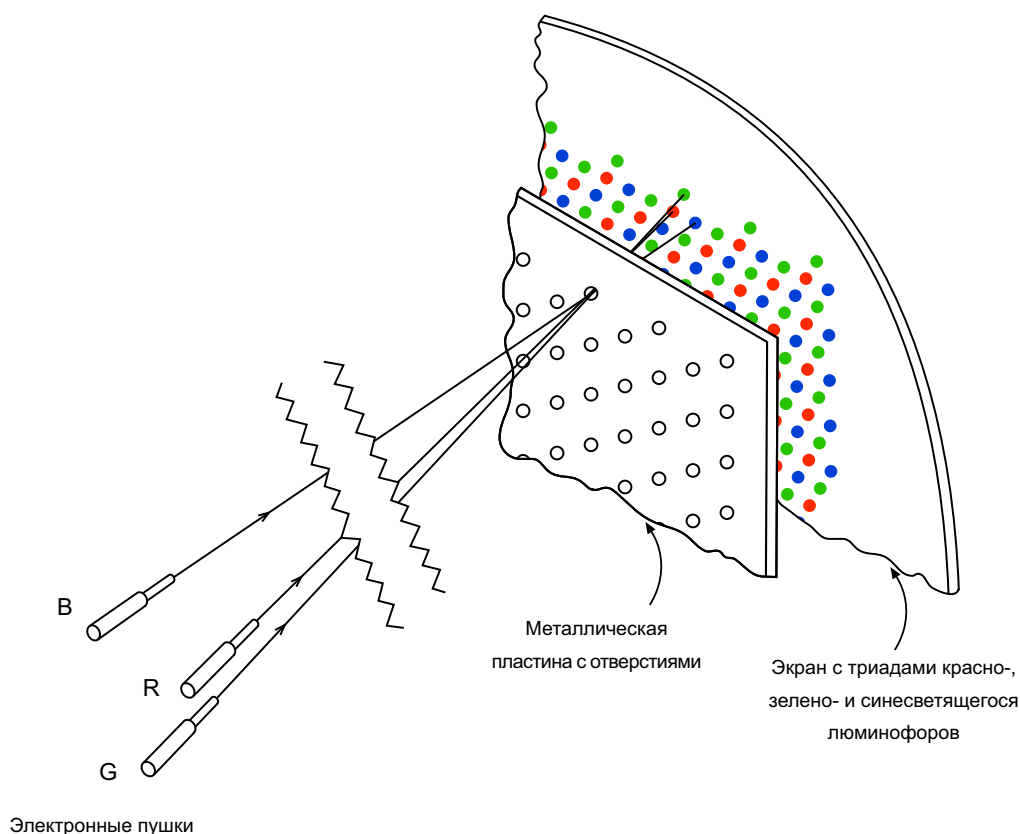 B
R
G
Электронные пушки
Металлическая
пластина с отверстиями
Экран с триадами красно-,
зелено- и синесветящегося
люминофоров